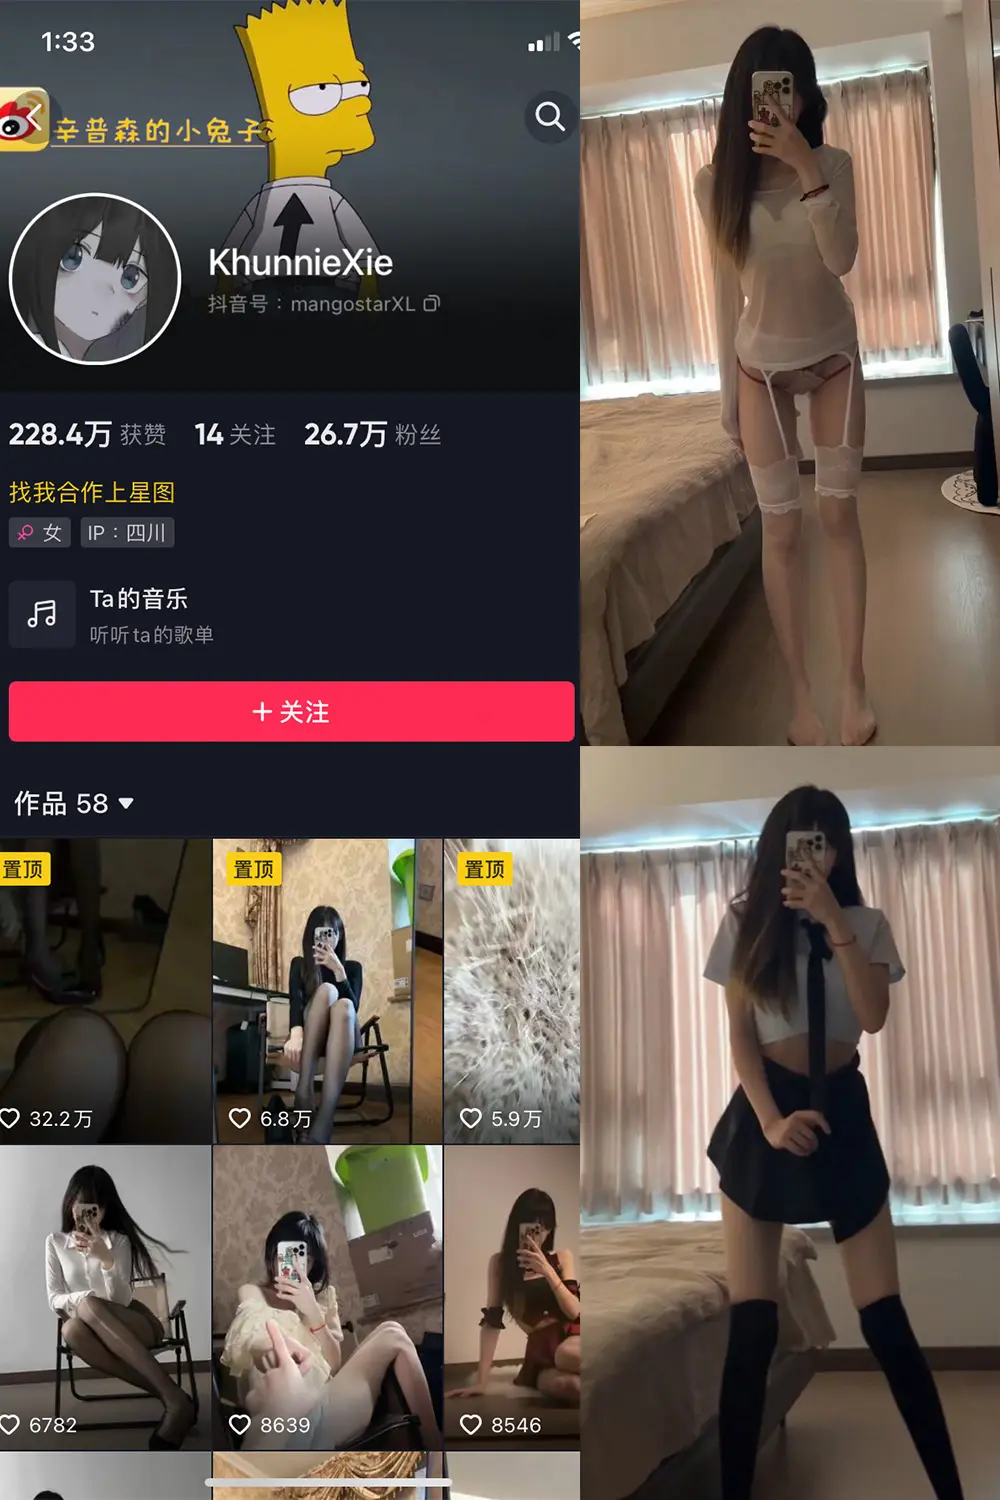 1:33
辛普森的小兔子
KhunnieXie
抖音号：mangostarXL
228.4万 获赞 14 关注 26.7万 粉丝
找我合作上星图
女 IP：四川
Ta的音乐
听听ta的歌单
+ 关注
作品 58
置顶 置顶 置顶
32.2万 6.8万 5.9万
6782 8639 8546